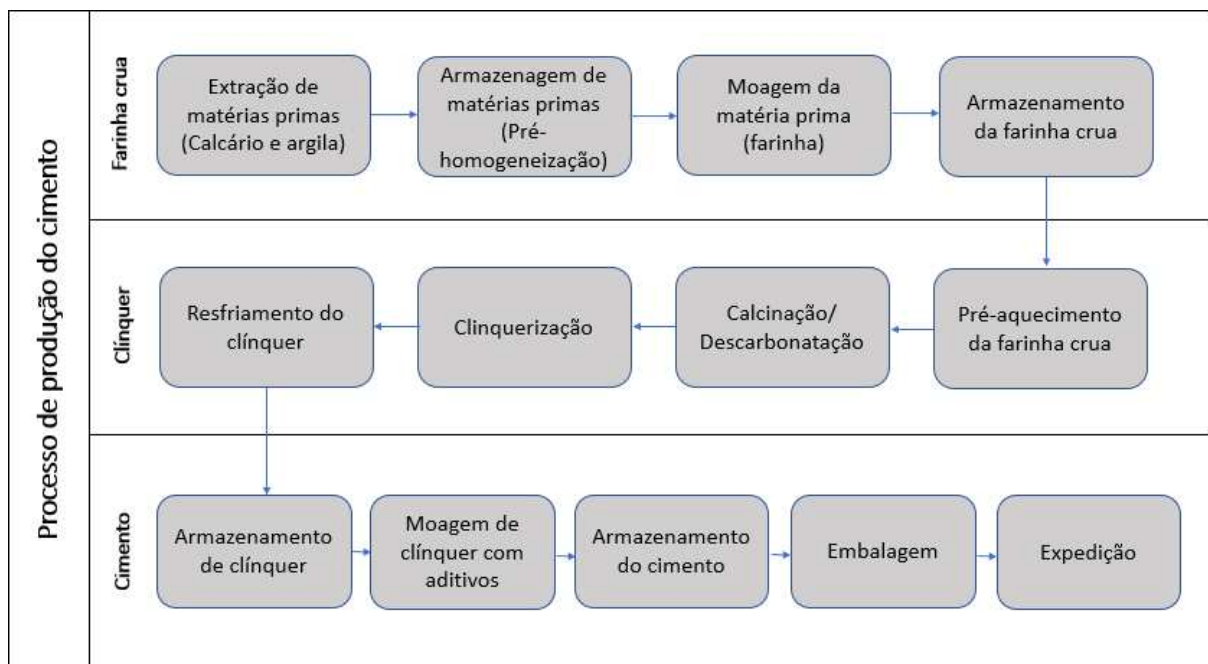 Processo de produção do cimento
Farinha crua
Extração de
matérias primas
(Calcário e argila)
Armazenagem de
matérias primas
(Pré-
homogeneização)
Moagem da
matéria prima
(farinha)
Armazenamento
da farinha crua
Clínquer
Resfriamento do
clínquer
Clinquerização
Calcinação/
Descarbonatação
Pré-aquecimento
da farinha crua
Cimento
Armazenamento
de clínquer
Moagem de
clínquer com
aditivos
Armazenamento
do cimento
Embalagem
Expedição